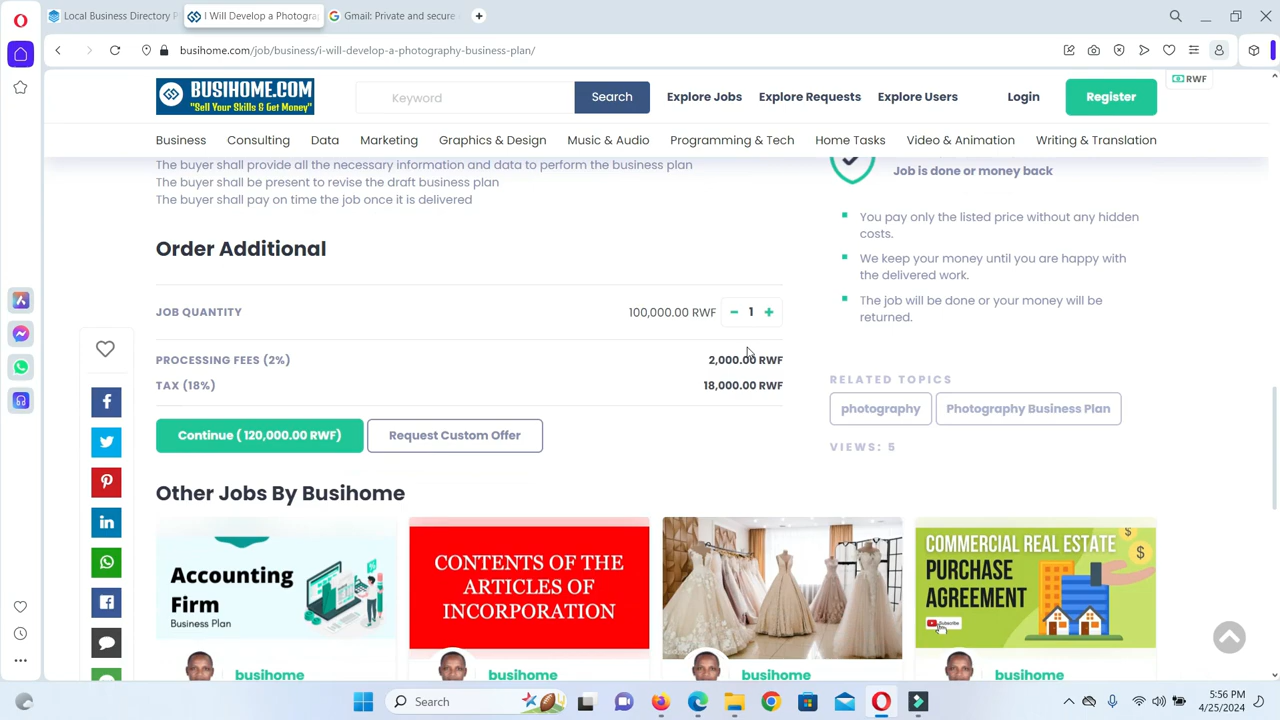 Local Business Directory P
I Will Develop a Photogra
Gmail: Private and secure
busihome.com/job/business/i-will-develop-a-photography-business-plan/
RWF
BUSIHOME.COM
"Sell Your Skills & Get Money"
Keyword
Search
Explore Jobs
Explore Requests
Explore Users
Login
Register
Business
Consulting
Data
Marketing
Graphics & Design
Music & Audio
Programming & Tech
Home Tasks
Video & Animation
Writing & Translation
The buyer shall provide all the necessary information and data to perform the business plan
The buyer shall be present to revise the draft business plan
The buyer shall pay on time the job once it is delivered
Order Additional
JOB QUANTITY
100,000.00 RWF
- 1 +
PROCESSING FEES (2%)
2,000.00 RWF
TAX (18%)
18,000.00 RWF
Continue ( 120,000.00 RWF)
Request Custom Offer
Job is done or money back
You pay only the listed price without any hidden
costs.
We keep your money until you are happy with
the delivered work.
The job will be done or your money will be
returned.
RELATED TOPICS
photography
Photography Business Plan
VIEWS: 5
Other Jobs By Busihome
Accounting
Firm
Business Plan
CONTENTS OF THE
ARTICLES OF
INCORPORATION
COMMERCIAL REAL ESTATE
PURCHASE
AGREEMENT
Subscribe
busihome
busihome
busihome
busihome
Search
5:56 PM
4/25/2024